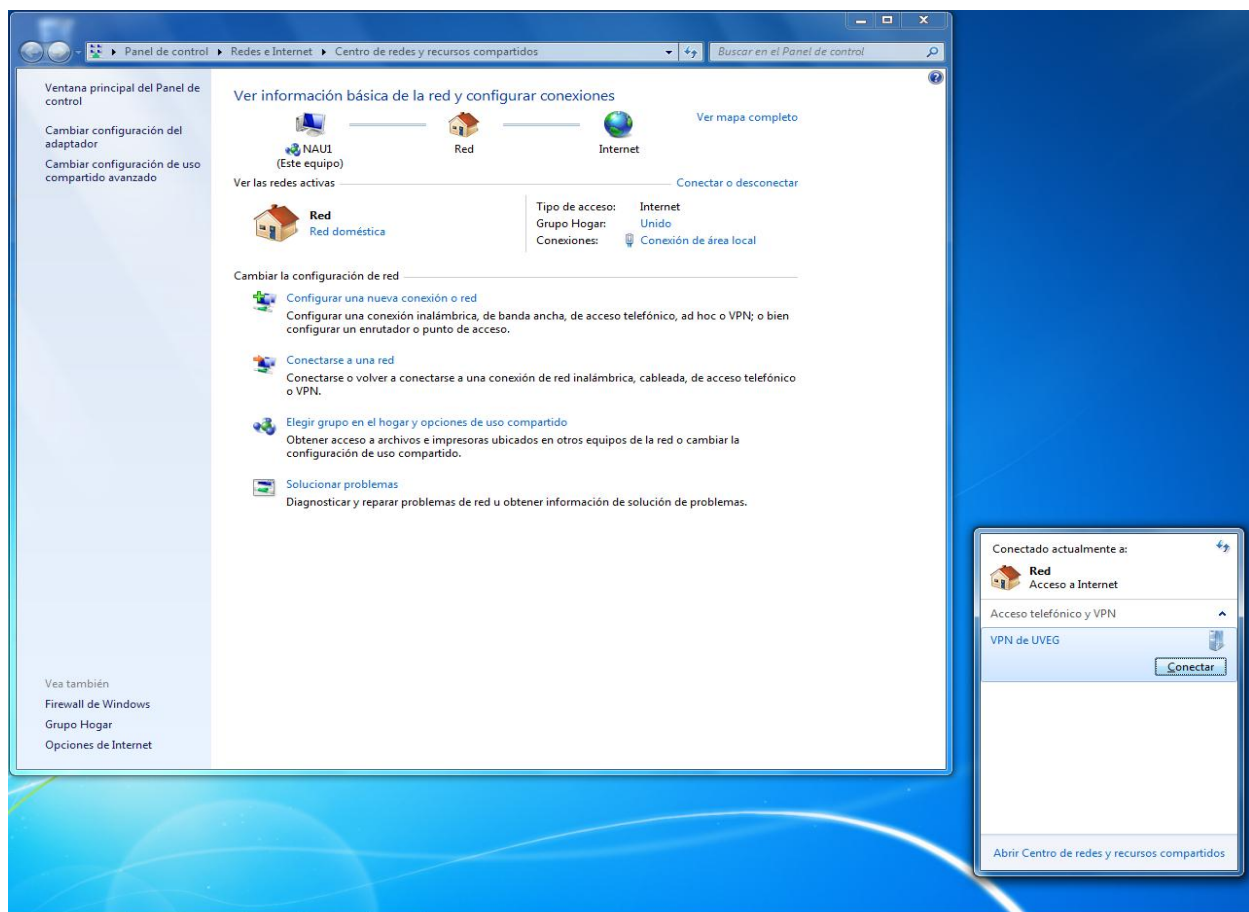 Panel de control ▸ Redes e Internet ▸ Centro de redes y recursos compartidos
Buscar en el Panel de control
Ventana principal del Panel de
control
Cambiar configuración del
adaptador
Cambiar configuración de uso
compartido avanzado
Vea también
Firewall de Windows
Grupo Hogar
Opciones de Internet
Ver información básica de la red y configurar conexiones
Ver mapa completo
NAU1
(Este equipo)
Red
Internet
Ver las redes activas
Conectar o desconectar
Red
Red doméstica
Tipo de acceso: Internet
Grupo Hogar: Unido
Conexiones: Conexión de área local
Cambiar la configuración de red
Configurar una nueva conexión o red
Configurar una conexión inalámbrica, de banda ancha, de acceso telefónico, ad hoc o VPN; o bien
configurar un enrutador o punto de acceso.
Conectarse a una red
Conectarse o volver a conectarse a una conexión de red inalámbrica, cableada, de acceso telefónico
o VPN.
Elegir grupo en el hogar y opciones de uso compartido
Obtener acceso a archivos e impresoras ubicados en otros equipos de la red o cambiar la
configuración de uso compartido.
Solucionar problemas
Diagnosticar y reparar problemas de red u obtener información de solución de problemas.
Conectado actualmente a:
Red
Acceso a Internet
Acceso telefónico y VPN
VPN de UVEG
Conectar
Abrir Centro de redes y recursos compartidos